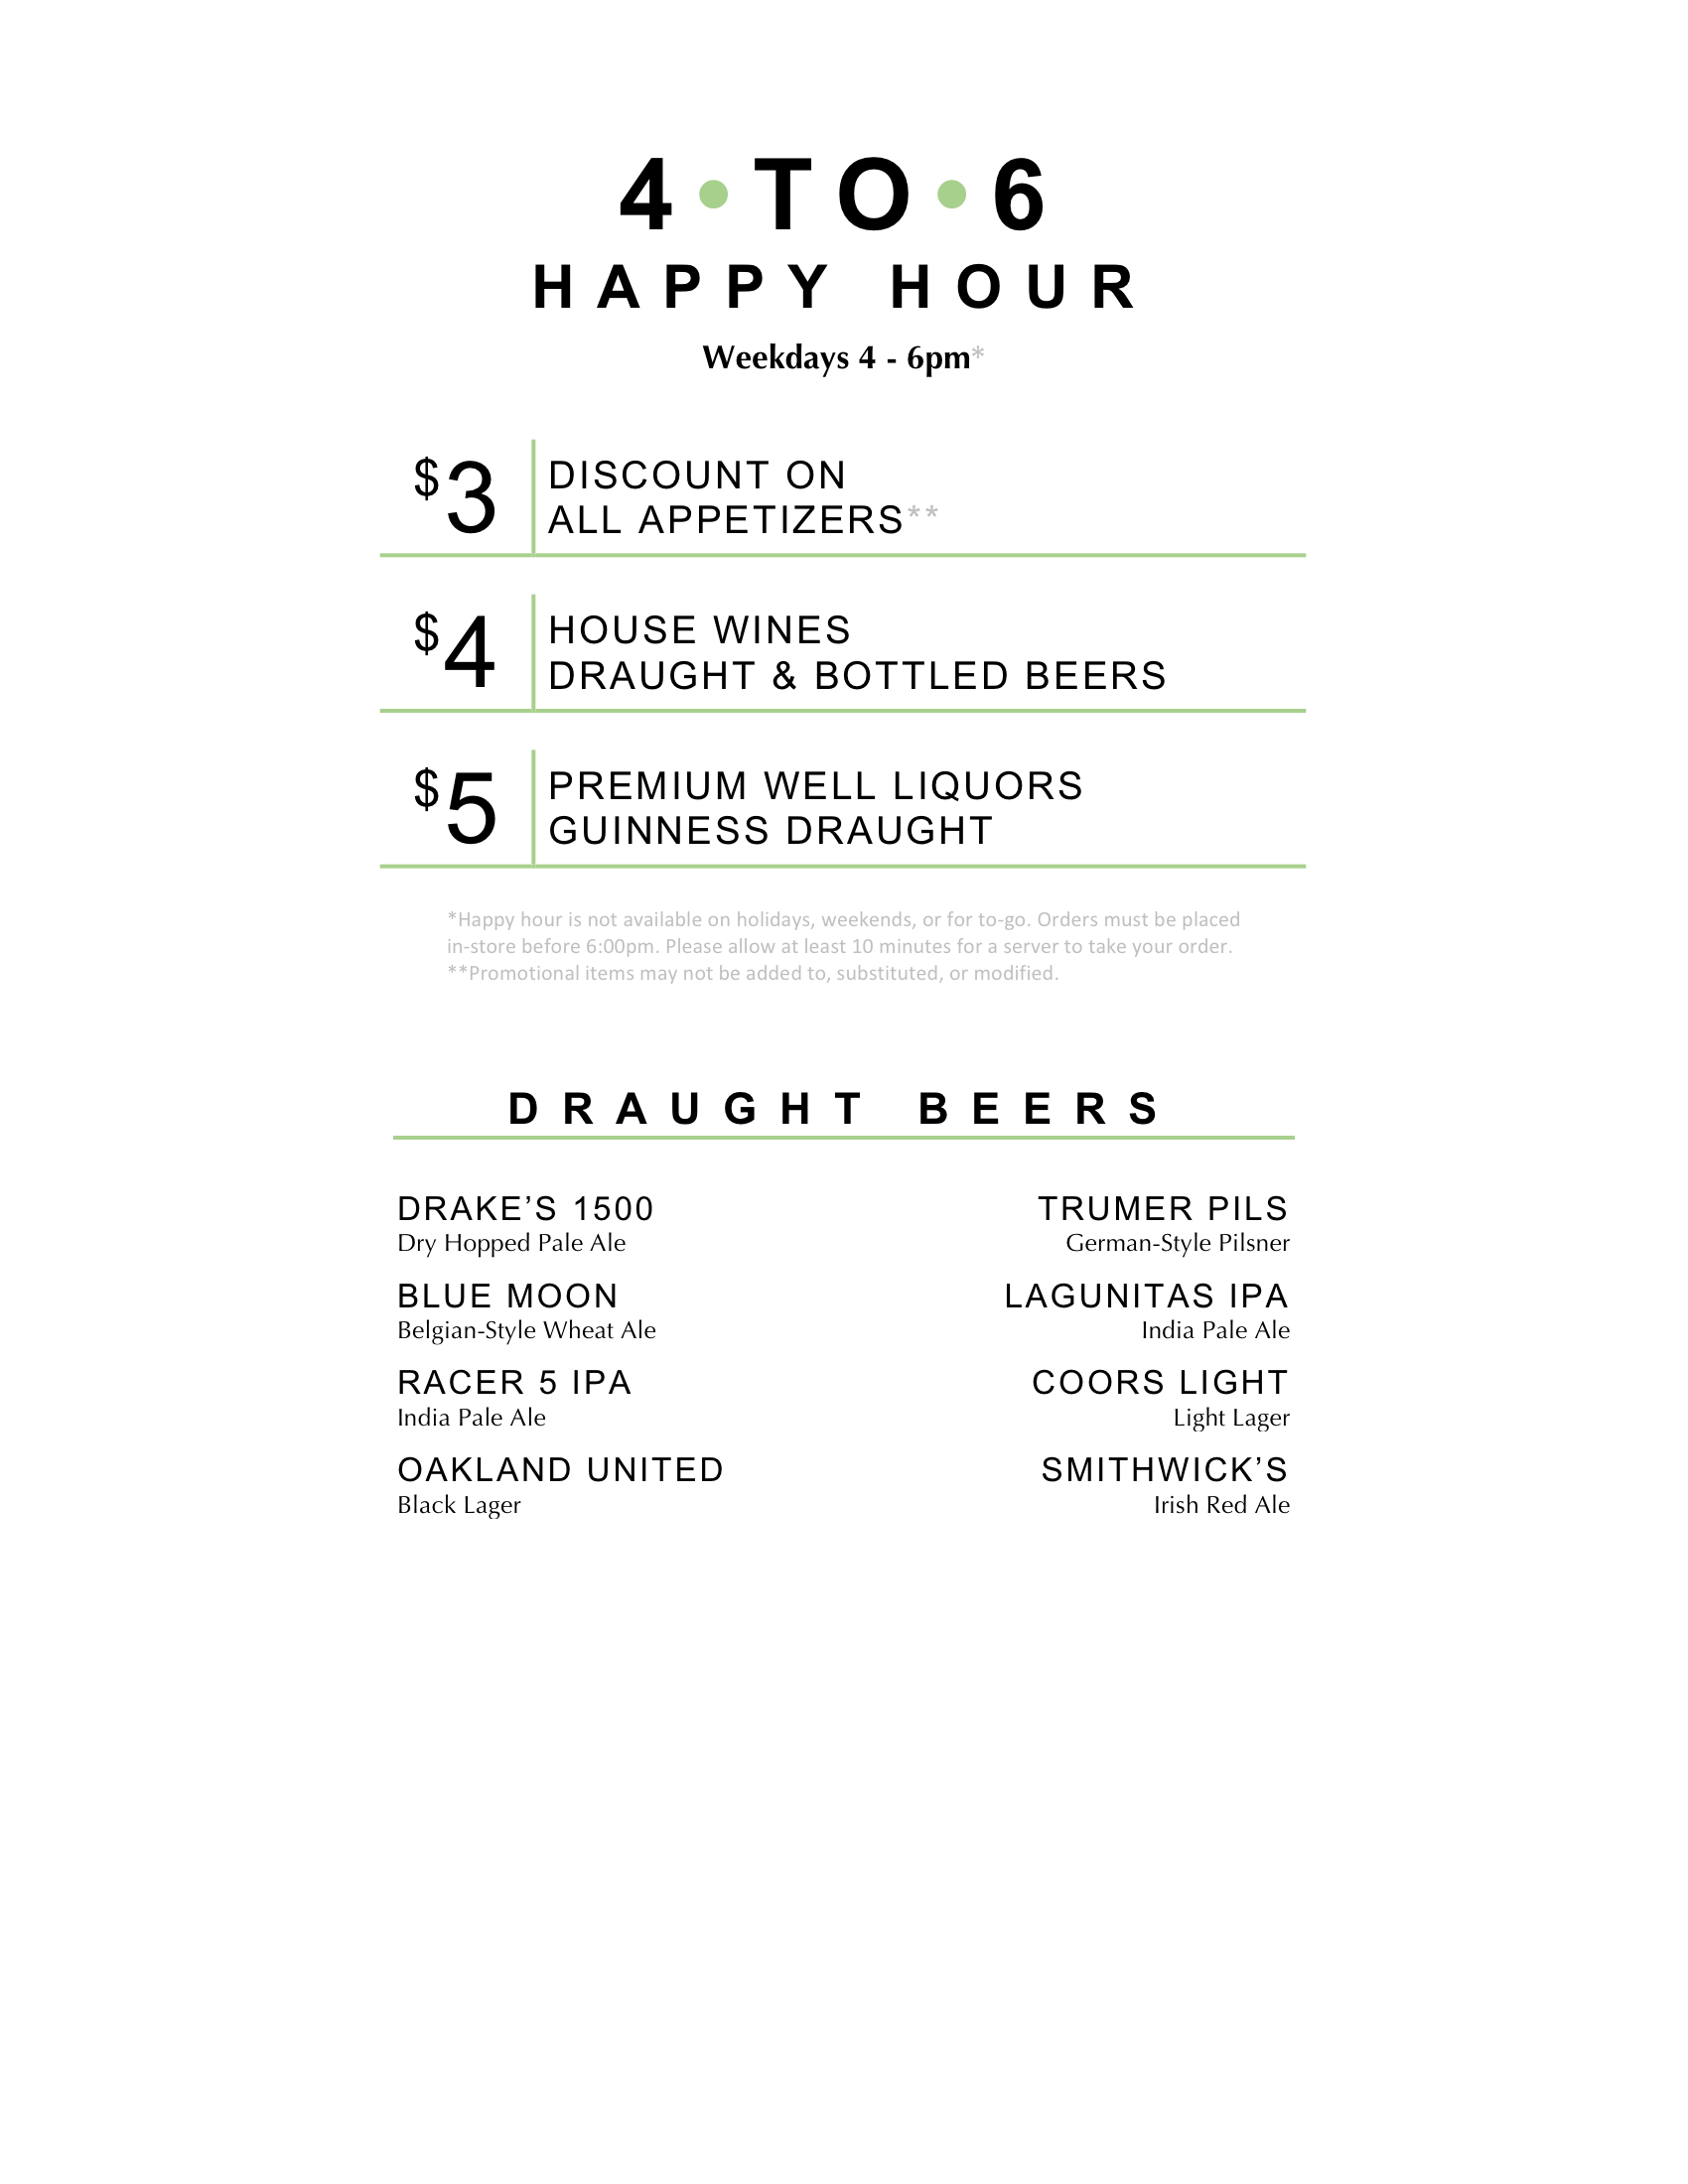 4 • TO • 6
HAPPY HOUR
Weekdays 4 - 6pm*
$3
DISCOUNT ON
ALL APPETIZERS**
$4
HOUSE WINES
DRAUGHT & BOTTLED BEERS
$5
PREMIUM WELL LIQUORS
GUINNESS DRAUGHT
*Happy hour is not available on holidays, weekends, or for to-go. Orders must be placed
in-store before 6:00pm. Please allow at least 10 minutes for a server to take your order.
**Promotional items may not be added to, substituted, or modified.
DRAUGHT BEERS
DRAKE’S 1500
Dry Hopped Pale Ale
BLUE MOON
Belgian-Style Wheat Ale
RACER 5 IPA
India Pale Ale
OAKLAND UNITED
Black Lager
TRUMER PILS
German-Style Pilsner
LAGUNITAS IPA
India Pale Ale
COORS LIGHT
Light Lager
SMITHWICK’S
Irish Red Ale